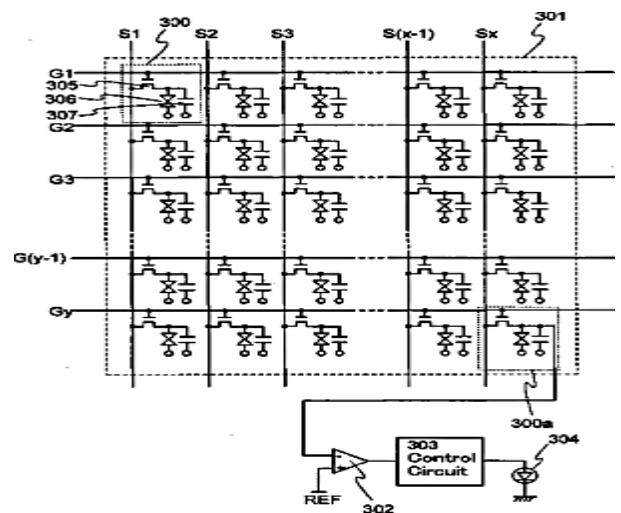 300
S1 S2 S3 S(x-1) Sx 301
G1
305
306
307
G2
G3
G(y-1)
Gy
300a
303
Control
Circuit
304
REF
302